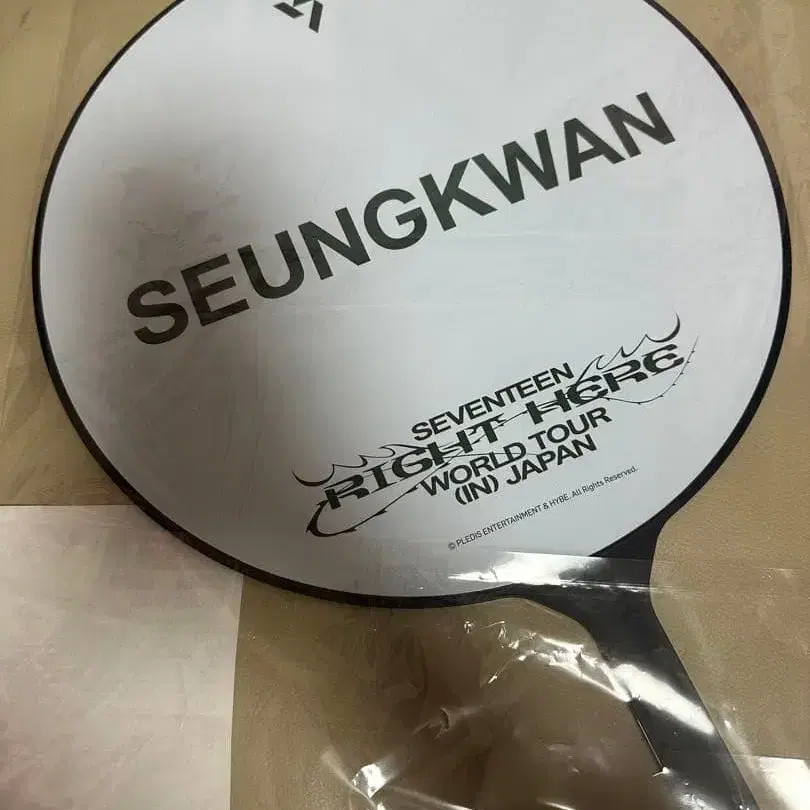 SEUNGKWAN
SEVENTEEN
RIGHT HERE
WORLD TOUR
(IN) JAPAN
© PLEDIS ENTERTAINMENT & HYBE. All Rights Reserved.